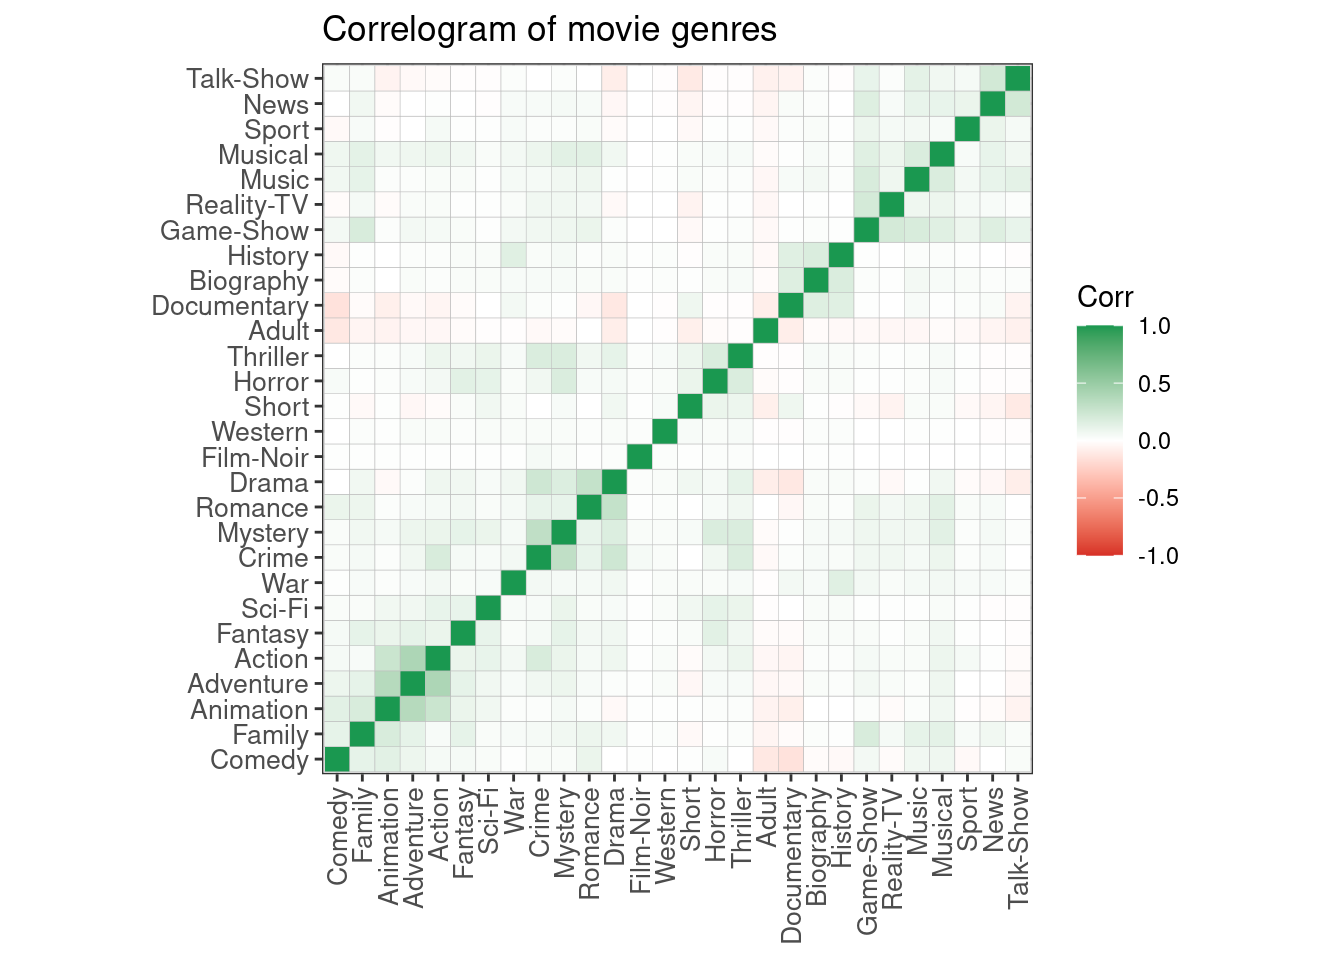 Correlogram of movie genres
Talk-Show
News
Sport
Musical
Music
Reality-TV
Game-Show
History
Biography
Documentary
Adult
Thriller
Horror
Short
Western
Film-Noir
Drama
Romance
Mystery
Crime
War
Sci-Fi
Fantasy
Action
Adventure
Animation
Family
Comedy
Comedy
Family
Animation
Adventure
Action
Fantasy
Sci-Fi
War
Crime
Mystery
Romance
Drama
Film-Noir
Western
Short
Horror
Thriller
Adult
Documentary
Biography
History
Game-Show
Reality-TV
Music
Musical
Sport
News
Talk-Show
Corr
1.0
0.5
0.0
-0.5
-1.0